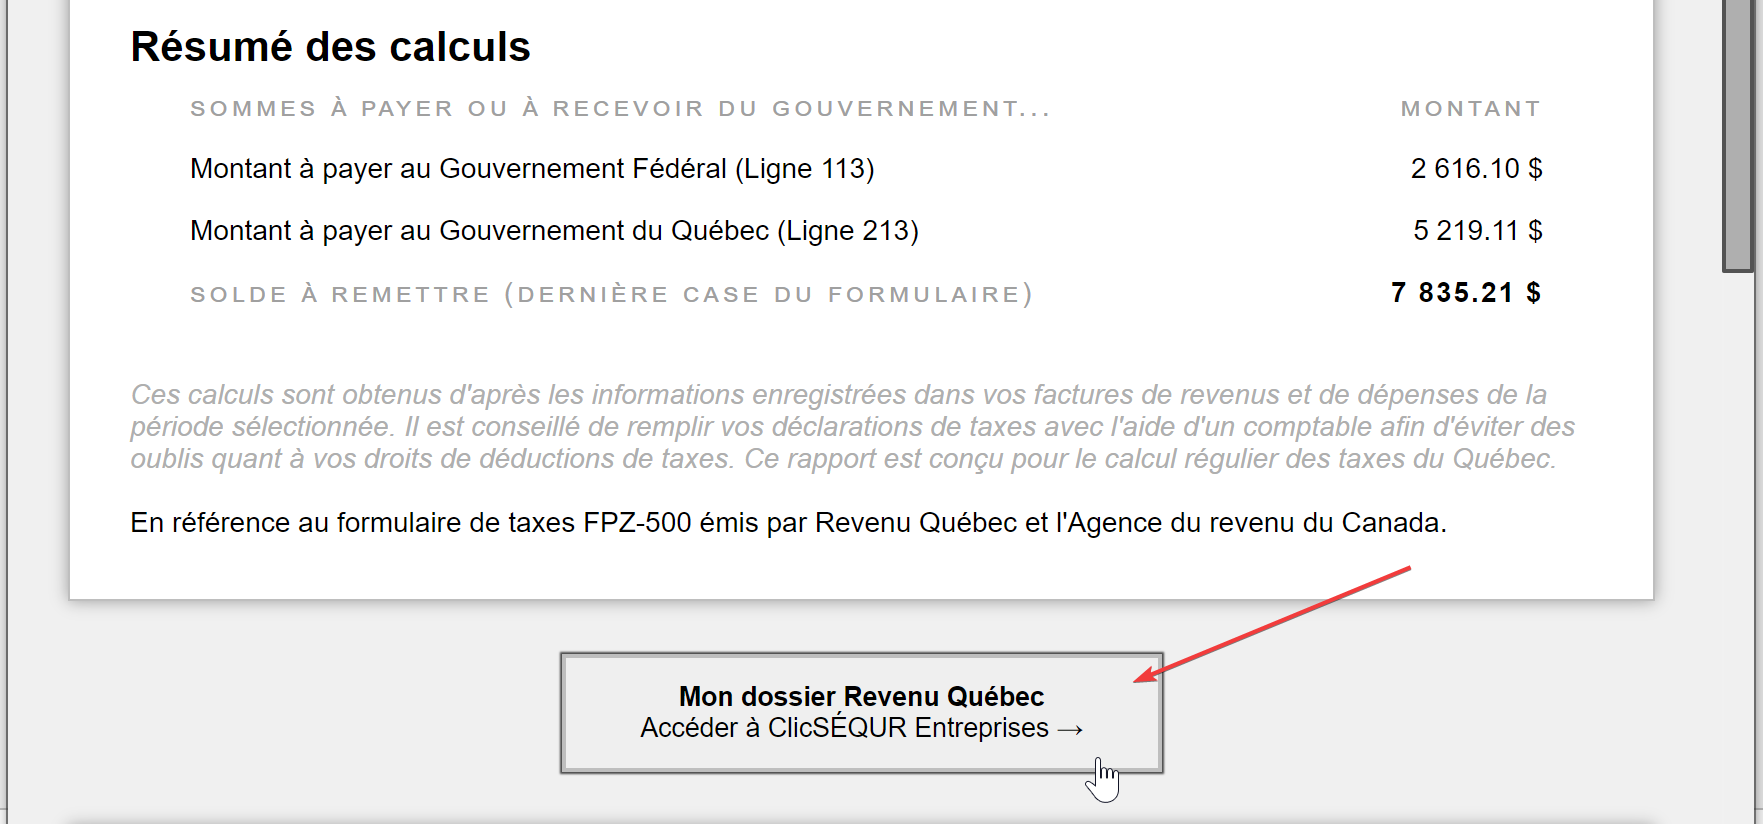 Résumé des calculs
SOMMES À PAYER OU À RECEVOIR DU GOUVERNEMENT... MONTANT
Montant à payer au Gouvernement Fédéral (Ligne 113) 2 616.10 $
Montant à payer au Gouvernement du Québec (Ligne 213) 5 219.11 $
SOLDE À REMETTRE (DERNIÈRE CASE DU FORMULAIRE) 7 835.21 $
Ces calculs sont obtenus d'après les informations enregistrées dans vos factures de revenus et de dépenses de la
période sélectionnée. Il est conseillé de remplir vos déclarations de taxes avec l'aide d'un comptable afin d'éviter des
oublis quant à vos droits de déductions de taxes. Ce rapport est conçu pour le calcul régulier des taxes du Québec.
En référence au formulaire de taxes FPZ-500 émis par Revenu Québec et l'Agence du revenu du Canada.
Mon dossier Revenu Québec
Accéder à ClicSÉQUR Entreprises →